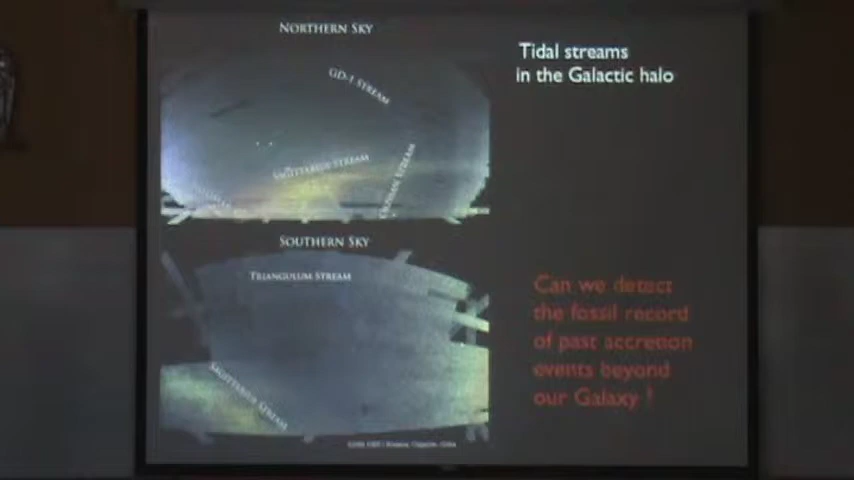 Northern Sky
Tidal streams
in the Galactic halo
GD-1 Stream
Sagittarius Stream
Orphan Stream
Southern Sky
Triangulum Stream
Sagittarius Stream
Can we detect
the fossil record
of past accretion
events beyond
our Galaxy ?